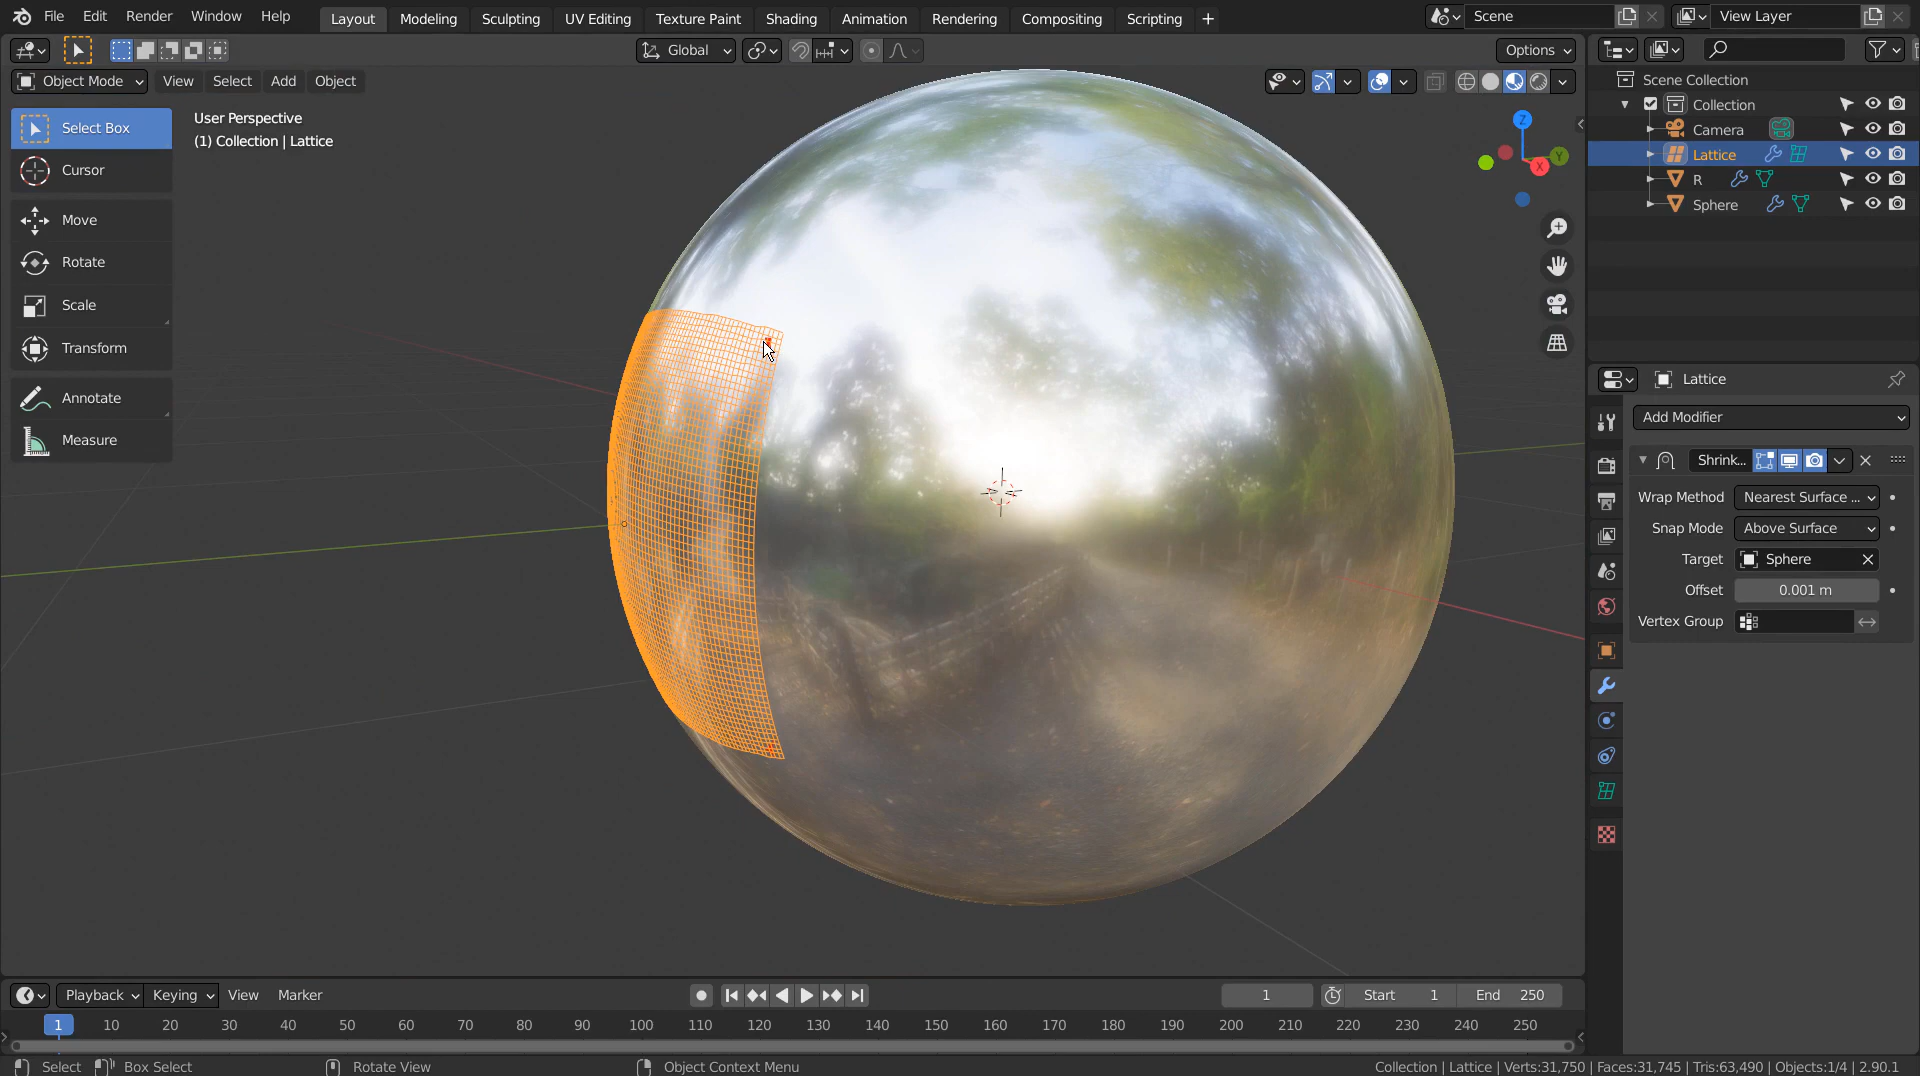 File Edit Render Window Help Layout Modeling Sculpting UV Editing Texture Paint Shading Animation Rendering Compositing Scripting + Scene View Layer
Global Options
Object Mode View Select Add Object
Select Box
Cursor
Move
Rotate
Scale
Transform
Annotate
Measure
User Perspective
(1) Collection | Lattice
Z
Y
X
Scene Collection
Collection
Camera
Lattice
R
Sphere
Lattice
Add Modifier
Shrink...
Wrap Method Nearest Surface ...
Snap Mode Above Surface
Target Sphere
Offset 0.001 m
Vertex Group
Playback Keying View Marker 1 Start 1 End 250
1 10 20 30 40 50 60 70 80 90 100 110 120 130 140 150 160 170 180 190 200 210 220 230 240 250
Select Box Select Rotate View Object Context Menu Collection | Lattice | Verts:31,750 | Faces:31,745 | Tris:63,490 | Objects:1/4 | 2.90.1